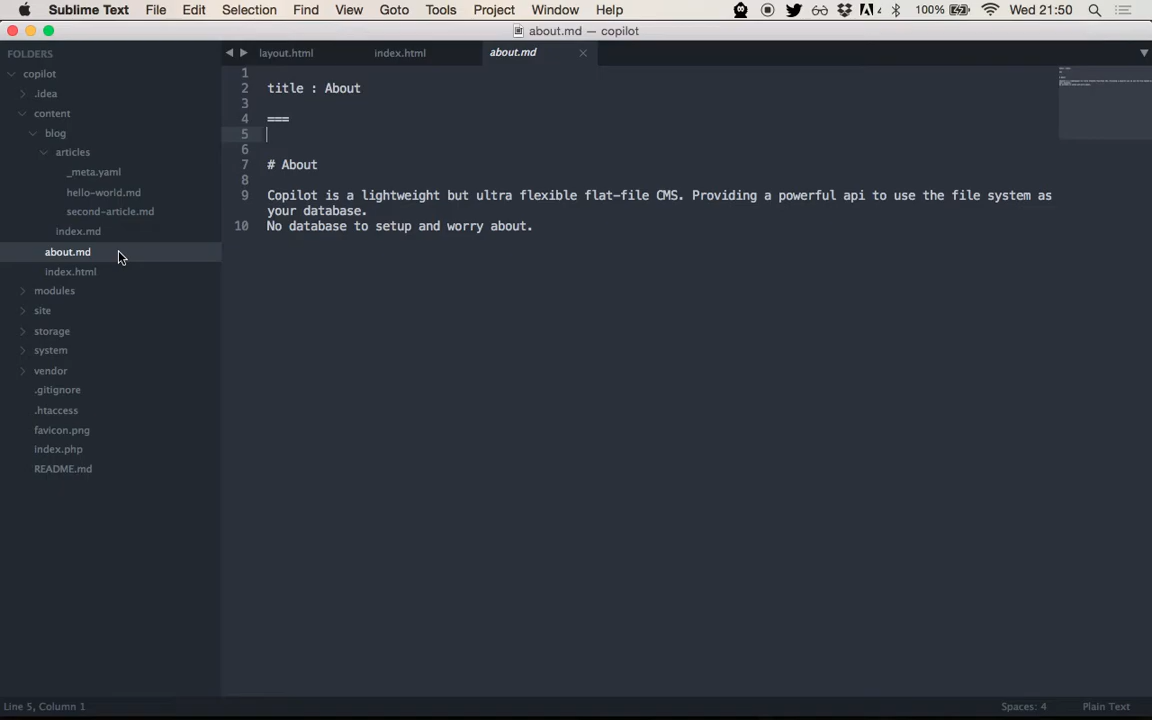 Sublime Text File Edit Selection Find View Goto Tools Project Window Help 4 100% Wed 21:50
about.md — copilot
FOLDERS
copilot
.idea
content
blog
articles
_meta.yaml
hello-world.md
second-article.md
index.md
about.md
index.html
modules
site
storage
system
vendor
.gitignore
.htaccess
favicon.png
index.php
README.md
layout.html index.html about.md
1
2 title : About
3
4 ===
5
6
7 # About
8
9 Copilot is a lightweight but ultra flexible flat-file CMS. Providing a powerful api to use the file system as
your database.
10 No database to setup and worry about.
Line 5, Column 1 Spaces: 4 Plain Text